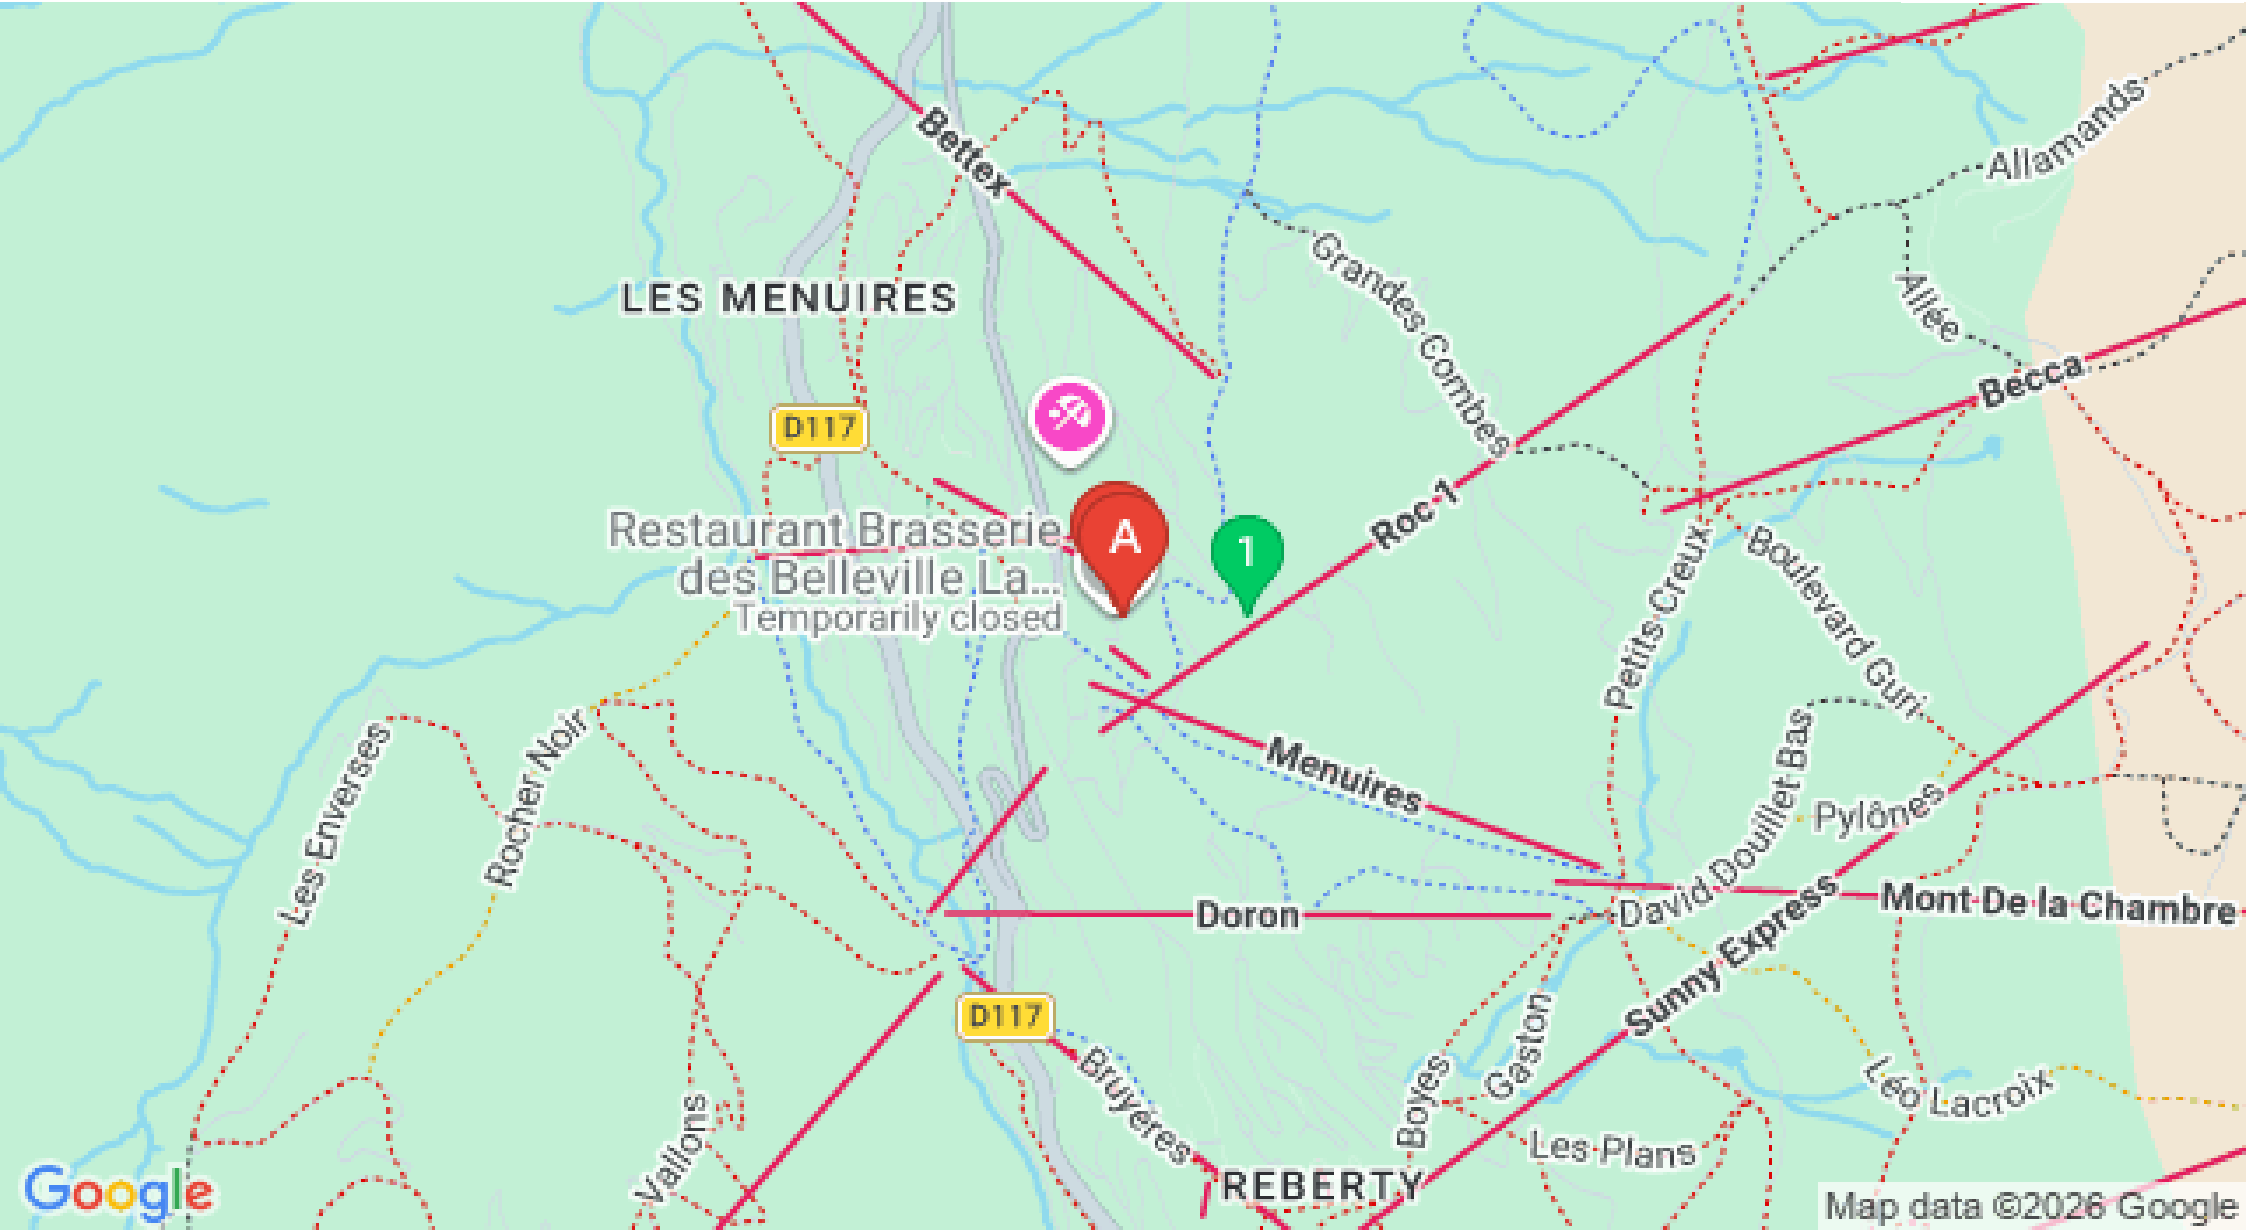 Bettex
Allamands
Grandes Combes
Allée
LES MENUIRES
Becca
D117
Roc 1
Restaurant Brasserie
des Belleville La...
Temporarily closed
A
1
Petits Creux
Boulevard Guri
Les Enverses
Rocher Noir
Menuires
David Douillet Bas
Pylônes
Doron
Mont De la Chambre
Sunny Express
D117
Bruyères
Gaston
Boyes
Léo Lacroix
Vallons
Les Plans
REBERTY
Google
Map data ©2026 Google